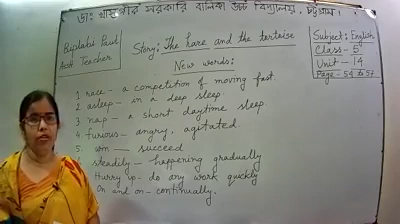 ডাঃ খাস্তগীর সরকারি বালিকা উচ্চ বিদ্যালয়, চট্টগ্রাম।
Biplabi Paul
Asst Teacher
Story: The hare and the tortoise
Subject: English
Class - 5
Unit - 14
Page - 54 to 57
New words:
1 race - a competition of moving fast
2 asleep - in a deep sleep
3 nap - a short daytime sleep
4 furious - angry, agitated
5. win — succeed
steadily - happening gradually
Hurry up - do any work quickly
On and on - continually.